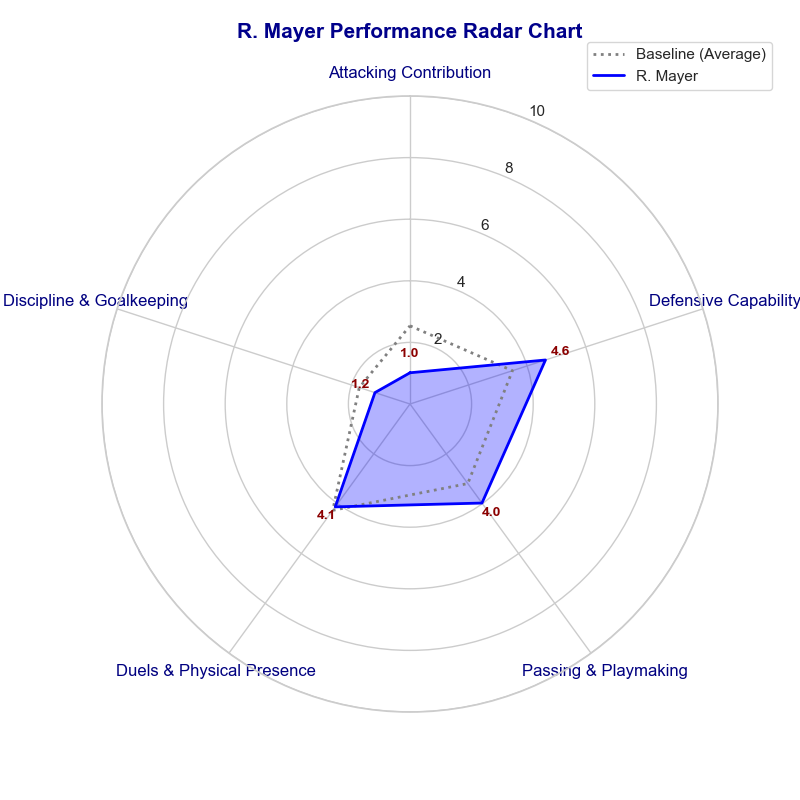 R. Mayer Performance Radar Chart
Baseline (Average)
R. Mayer
Attacking Contribution
10
8
6
4
2
Discipline & Goalkeeping
Defensive Capability
1.0
4.6
1.2
4.1
4.0
Duels & Physical Presence
Passing & Playmaking